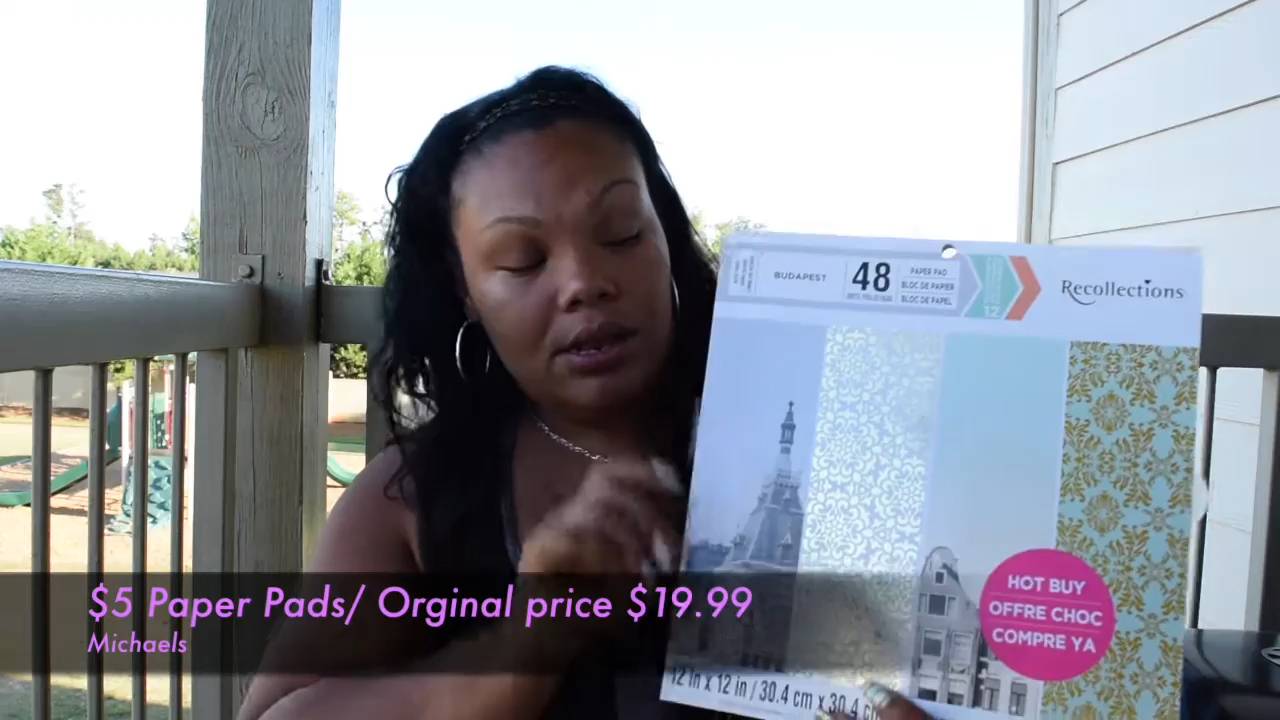 BUDAPEST
48
PAPER PAD
BLOC DE PAPIER
BLOC DE PAPEL
12
Recollections
HOT BUY
OFFRE CHOC
COMPRE YA
$5 Paper Pads/ Orginal price $19.99
Michaels
12 in x 12 in / 30.4 cm x 30.4